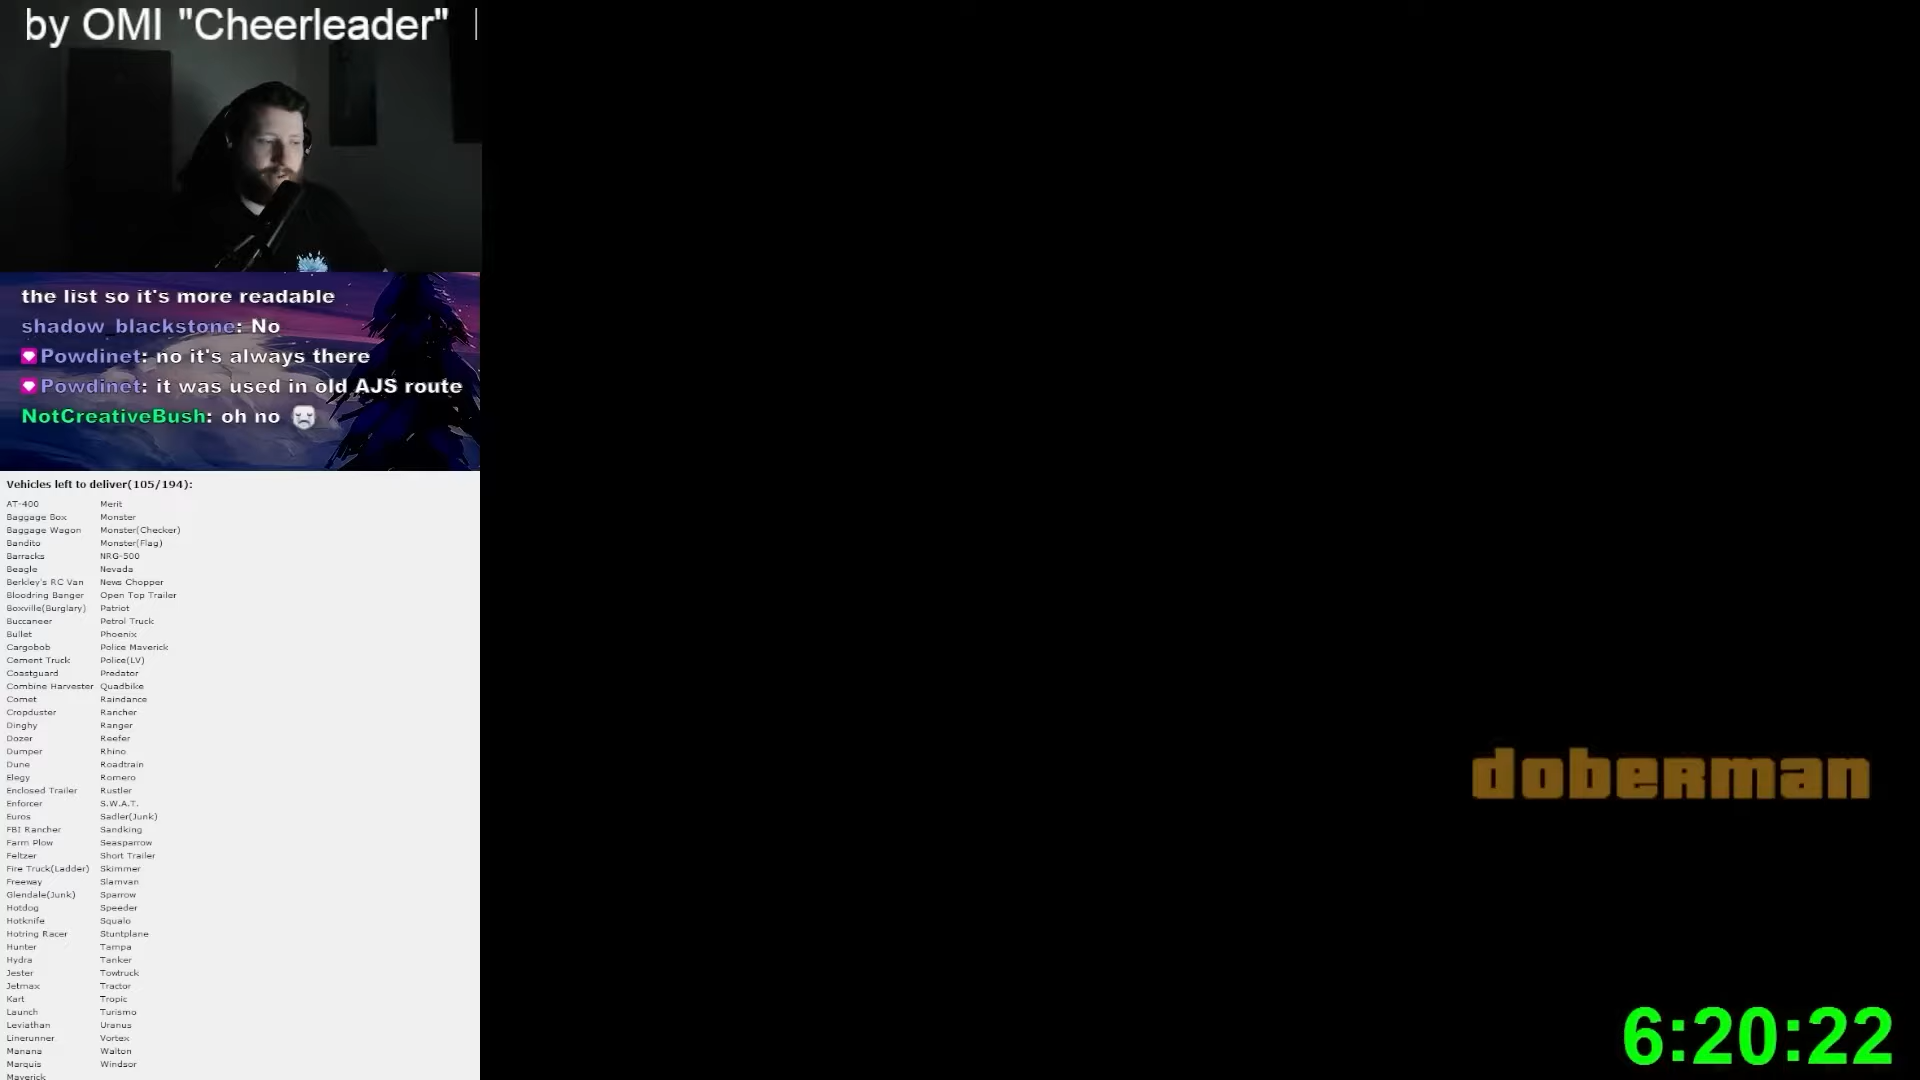 by OMI "Cheerleader" |
the list so it's more readable
shadow_blackstone: No
Powdinet: no it's always there
Powdinet: it was used in old AJS route
NotCreativeBush: oh no
Vehicles left to deliver(105/194):
AT-400 Merit
Baggage Box Monster
Baggage Wagon Monster(Checker)
Bandito Monster(Flag)
Barracks NRG-500
Beagle Nevada
Berkley's RC Van News Chopper
Bloodring Banger Open Top Trailer
Boxville(Burglary) Patriot
Buccaneer Petrol Truck
Bullet Phoenix
Cargobob Police Maverick
Cement Truck Police(LV)
Coastguard Predator
Combine Harvester Quadbike
Comet Raindance
Cropduster Rancher
Dinghy Ranger
Dozer Reefer
Dumper Rhino
Dune Roadtrain
Elegy Romero
Enclosed Trailer Rustler
Enforcer S.W.A.T.
Euros Sadler(Junk)
FBI Rancher Sandking
Farm Plow Seasparrow
Feltzer Short Trailer
Fire Truck(Ladder) Skimmer
Freeway Slamvan
Glendale(Junk) Sparrow
Hotdog Speeder
Hotknife Squalo
Hotring Racer Stuntplane
Hunter Tampa
Hydra Tanker
Jester Towtruck
Jetmax Tractor
Kart Tropic
Launch Turismo
Leviathan Uranus
Linerunner Vortex
Manana Walton
Marquis Windsor
Maverick
doberman
6:20:22